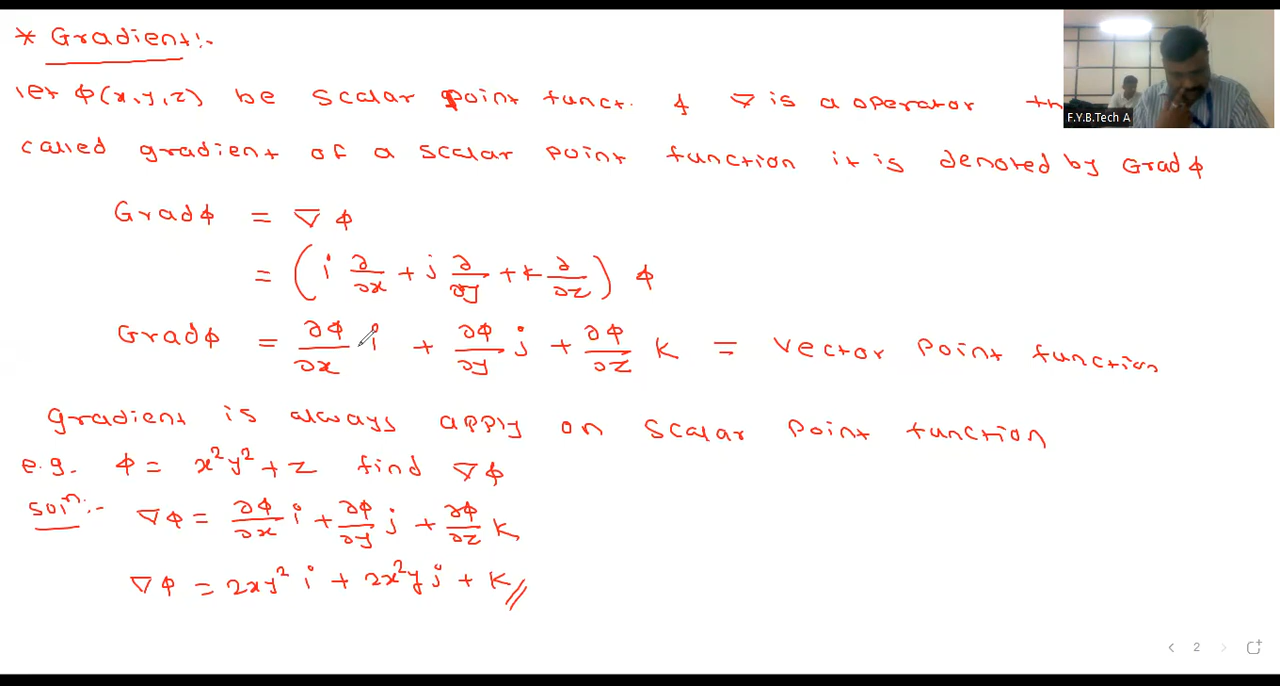 * Gradient:-
let φ(x,y,z) be scalar point funct. & ∇ is a operator
called gradient of a scalar point function it is denoted by Grad φ
Grad φ = ∇ φ
= (i ∂/∂x + j ∂/∂y + k ∂/∂z) φ
Grad φ = ∂φ/∂x i + ∂φ/∂y j + ∂φ/∂z k = vector point function
gradient is always apply on scalar point function
e.g. φ = x²y² + z find ∇φ
Solⁿ:- ∇φ = ∂φ/∂x i + ∂φ/∂y j + ∂φ/∂z k
∇φ = 2xy² i + 2x²y j + k //
F.Y.B.Tech A
2